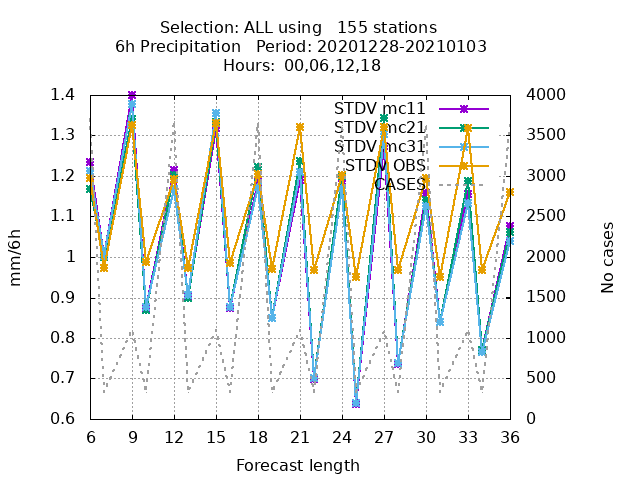 Selection: ALL using   155 stations
6h Precipitation   Period: 20201228-20210103
Hours:  00,06,12,18
1.4
1.3
1.2
1.1
1
0.9
0.8
0.7
0.6
4000
3500
3000
2500
2000
1500
1000
500
0
STDV mc11
STDV mc21
STDV mc31
STDV OBS
CASES
mm/6h
No cases
6 9 12 15 18 21 24 27 30 33 36
Forecast length